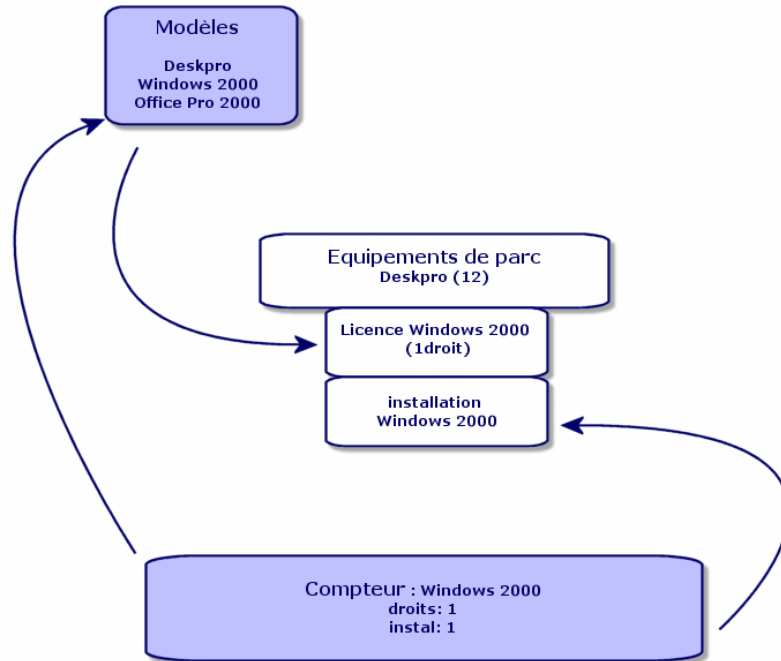 Modèles
Deskpro
Windows 2000
Office Pro 2000
Equipements de parc
Deskpro (12)
Licence Windows 2000
(1droit)
installation
Windows 2000
Compteur : Windows 2000
droits: 1
instal: 1